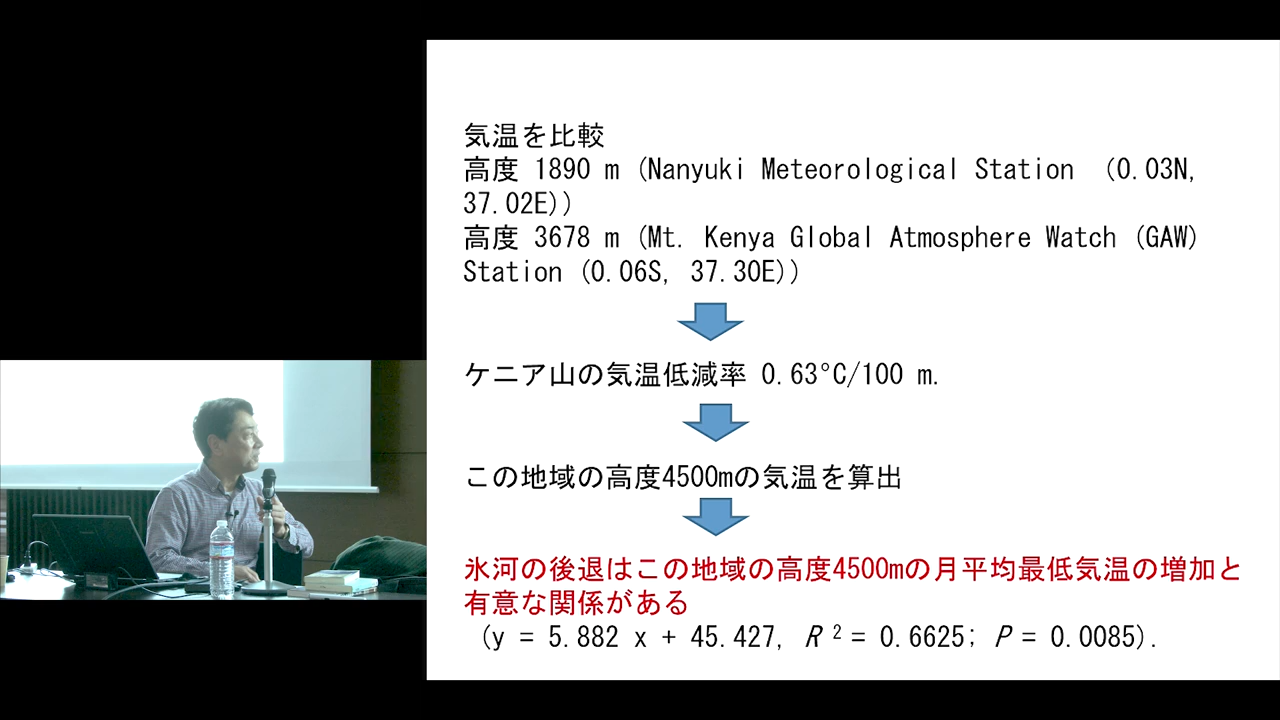 気温を比較
高度 1890 m (Nanyuki Meteorological Station （0.03N,
37.02E))
高度 3678 m (Mt. Kenya Global Atmosphere Watch (GAW)
Station (0.06S, 37.30E))
ケニア山の気温低減率 0.63°C/100 m.
この地域の高度4500mの気温を算出
氷河の後退はこの地域の高度4500mの月平均最低気温の増加と
有意な関係がある
(y = 5.882 x + 45.427, R ² = 0.6625; P = 0.0085).